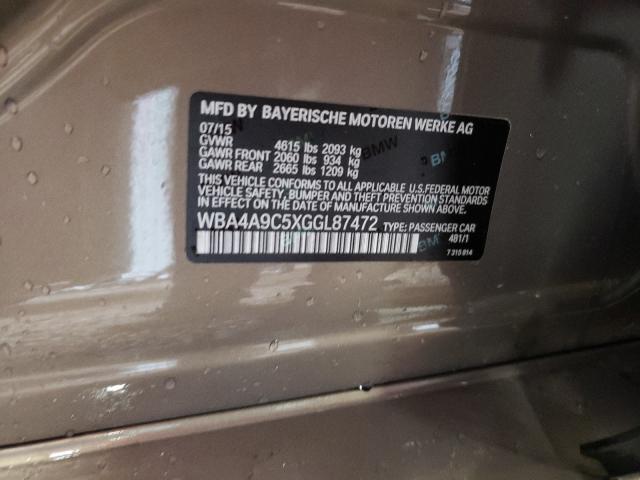 MFD BY BAYERISCHE MOTOREN WERKE AG
07/15
GVWR 4615 lbs 2093 kg
GAWR FRONT 2060 lbs 934 kg
GAWR REAR 2665 lbs 1209 kg
THIS VEHICLE CONFORMS TO ALL APPLICABLE U.S.FEDERAL MOTOR
VEHICLE SAFETY, BUMPER AND THEFT PREVENTION STANDARDS
IN EFFECT ON THE DATE OF MANUFACTURE SHOWN ABOVE.
WBA4A9C5XGGL87472 TYPE: PASSENGER CAR
481/1
7 315 814
BMW
BMW
BMW